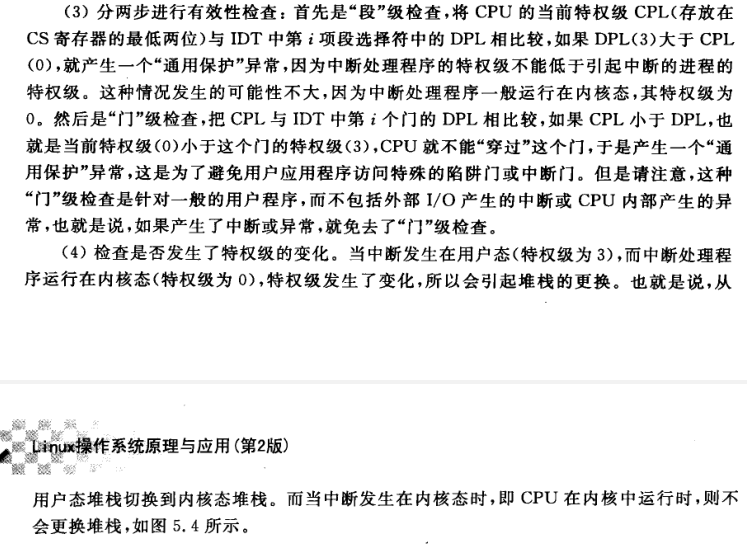 (3) 分两步进行有效性检查：首先是“段”级检查，将 CPU 的当前特权级 CPL(存放在
CS 寄存器的最低两位)与 IDT 中第 i 项段选择符中的 DPL 相比较，如果 DPL(3)大于 CPL
(0)，就产生一个“通用保护”异常，因为中断处理程序的特权级不能低于引起中断的进程的
特权级。这种情况发生的可能性不大，因为中断处理程序一般运行在内核态，其特权级为
0。然后是“门”级检查，把 CPL 与 IDT 中第 i 个门的 DPL 相比较，如果 CPL 小于 DPL，也
就是当前特权级(0)小于这个门的特权级(3)，CPU 就不能“穿过”这个门，于是产生一个“通
用保护”异常，这是为了避免用户应用程序访问特殊的陷阱门或中断门。但是请注意，这种
“门”级检查是针对一般的用户程序，而不包括外部 I/O 产生的中断或 CPU 内部产生的异
常，也就是说，如果产生了中断或异常，就免去了“门”级检查。
(4) 检查是否发生了特权级的变化。当中断发生在用户态(特权级为 3)，而中断处理程
序运行在内核态(特权级为 0)，特权级发生了变化，所以会引起堆栈的更换。也就是说，从
Linux操作系统原理与应用(第2版)
用户态堆栈切换到内核态堆栈。而当中断发生在内核态时，即 CPU 在内核中运行时，则不
会更换堆栈，如图 5.4 所示。